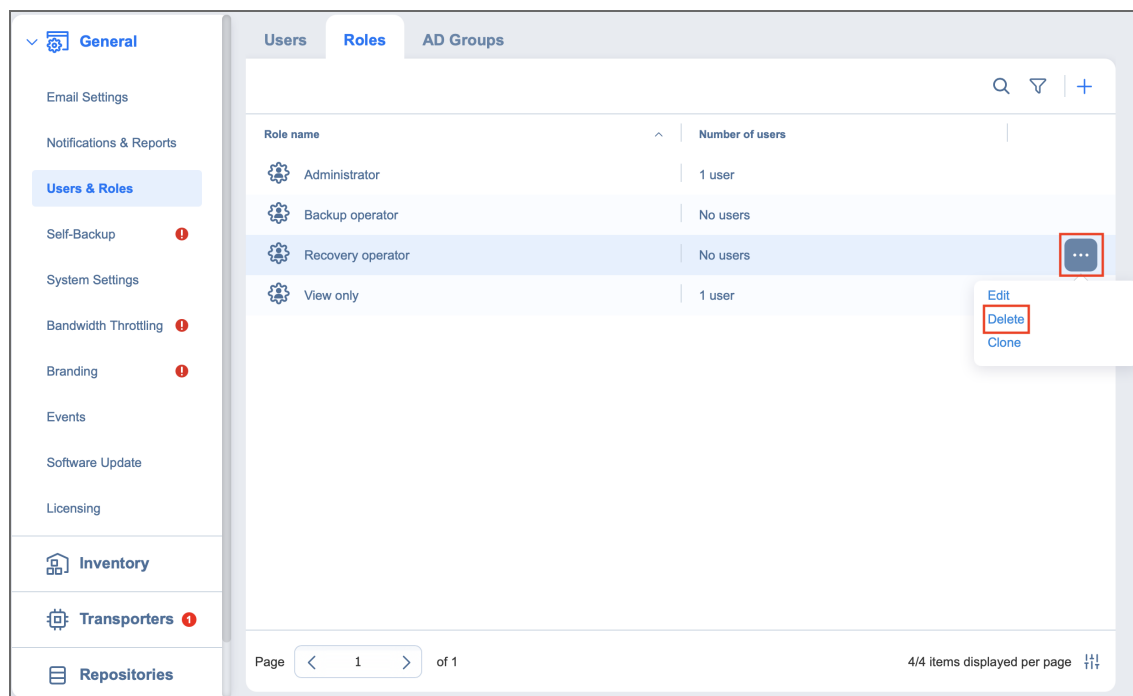 General
Email Settings
Notifications & Reports
Users & Roles
Self-Backup
System Settings
Bandwidth Throttling
Branding
Events
Software Update
Licensing
Inventory
Transporters 1
Repositories
Users Roles AD Groups
Role name Number of users
Administrator 1 user
Backup operator No users
Recovery operator No users
View only 1 user
Edit
Delete
Clone
Page 1 of 1
4/4 items displayed per page